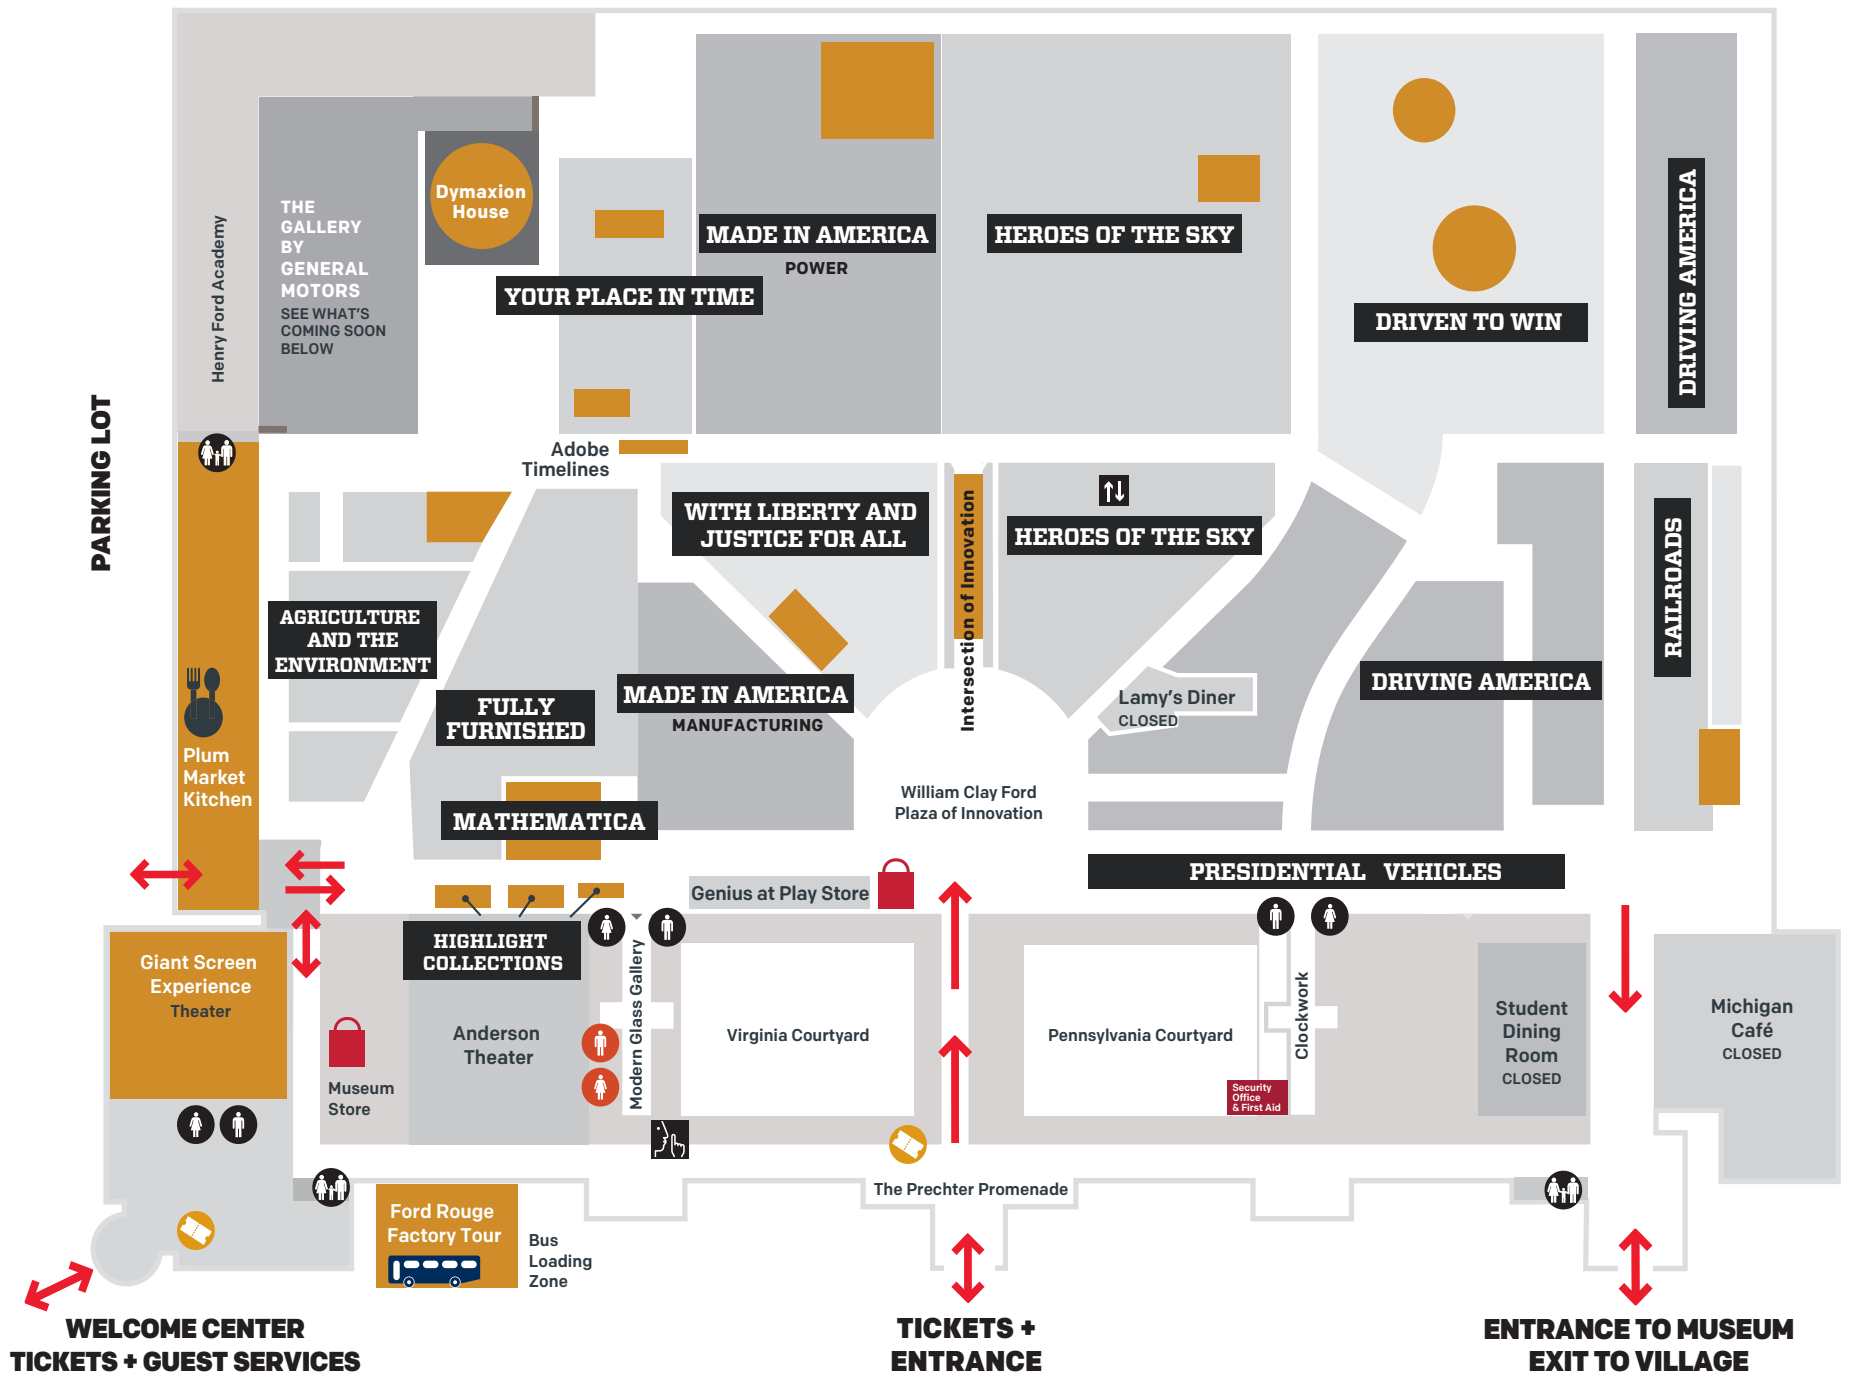 Henry Ford Academy
THE
GALLERY
BY
GENERAL
MOTORS
SEE WHAT'S
COMING SOON
BELOW
Dymaxion
House
YOUR PLACE IN TIME
MADE IN AMERICA
POWER
HEROES OF THE SKY
DRIVEN TO WIN
DRIVING AMERICA
PARKING LOT
Adobe
Timelines
WITH LIBERTY AND
JUSTICE FOR ALL
Intersection of Innovation
HEROES OF THE SKY
RAILROADS
AGRICULTURE
AND THE
ENVIRONMENT
FULLY
FURNISHED
MADE IN AMERICA
MANUFACTURING
Lamy's Diner
CLOSED
DRIVING AMERICA
Plum
Market
Kitchen
MATHEMATICA
William Clay Ford
Plaza of Innovation
PRESIDENTIAL VEHICLES
Genius at Play Store
HIGHLIGHT
COLLECTIONS
Giant Screen
Experience
Theater
Museum
Store
Anderson
Theater
Modern Glass Gallery
Virginia Courtyard
Pennsylvania Courtyard
Security
Office
& First Aid
Clockwork
Student
Dining
Room
CLOSED
Michigan
Café
CLOSED
The Prechter Promenade
Ford Rouge
Factory Tour
Bus
Loading
Zone
WELCOME CENTER
TICKETS + GUEST SERVICES
TICKETS +
ENTRANCE
ENTRANCE TO MUSEUM
EXIT TO VILLAGE